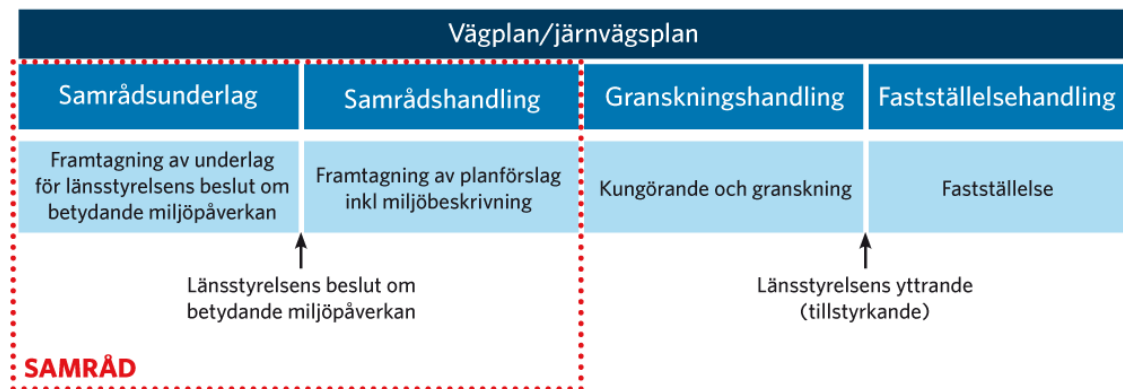 Vägplan/järnvägsplan
Samrådsunderlag
Samrådshandling
Granskningshandling
Fastställelsehandling
Framtagning av underlag
för länsstyrelsens beslut om
betydande miljöpåverkan
Framtagning av planförslag
inkl miljöbeskrivning
Kungörande och granskning
Fastställelse
Länsstyrelsens beslut om
betydande miljöpåverkan
Länsstyrelsens yttrande
(tillstyrkande)
SAMRÅD